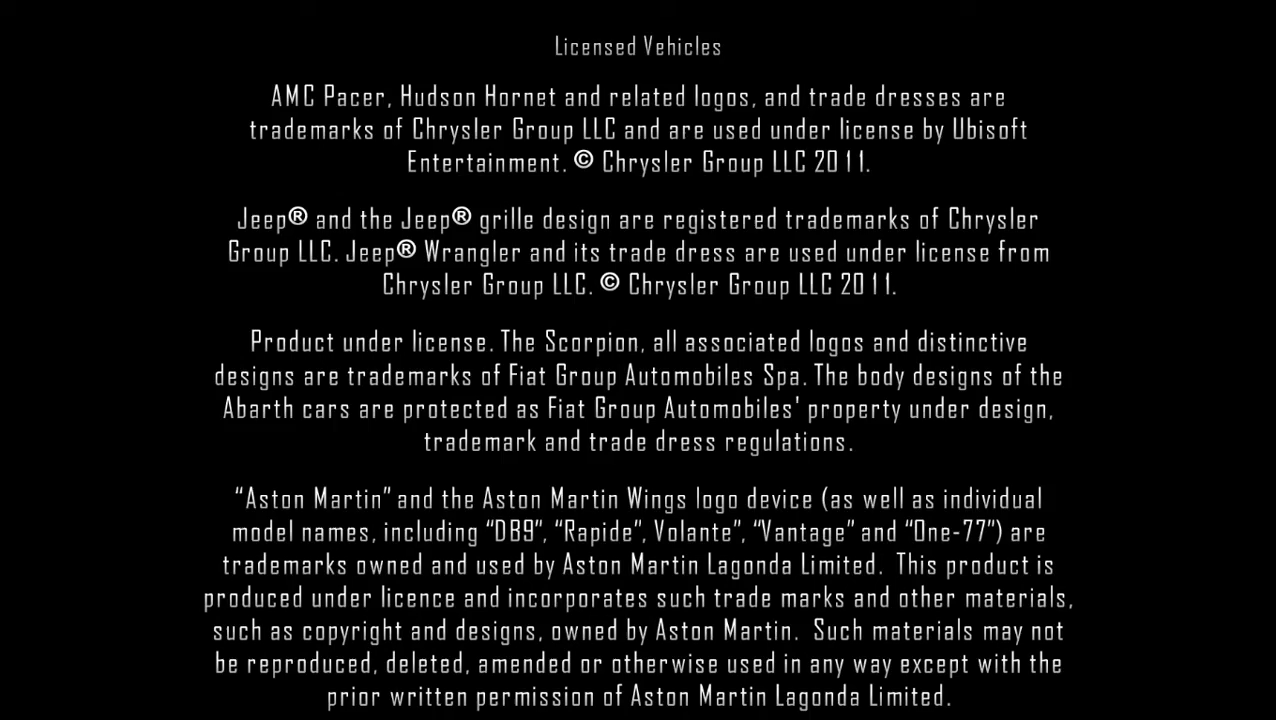 Licensed Vehicles
AMC Pacer, Hudson Hornet and related logos, and trade dresses are
trademarks of Chrysler Group LLC and are used under license by Ubisoft
Entertainment. © Chrysler Group LLC 2011.
Jeep® and the Jeep® grille design are registered trademarks of Chrysler
Group LLC. Jeep® Wrangler and its trade dress are used under license from
Chrysler Group LLC. © Chrysler Group LLC 2011.
Product under license. The Scorpion, all associated logos and distinctive
designs are trademarks of Fiat Group Automobiles Spa. The body designs of the
Abarth cars are protected as Fiat Group Automobiles' property under design,
trademark and trade dress regulations.
“Aston Martin” and the Aston Martin Wings logo device (as well as individual
model names, including “DB9”, “Rapide”, Volante”, “Vantage” and “One-77”) are
trademarks owned and used by Aston Martin Lagonda Limited.  This product is
produced under licence and incorporates such trade marks and other materials,
such as copyright and designs, owned by Aston Martin.  Such materials may not
be reproduced, deleted, amended or otherwise used in any way except with the
prior written permission of Aston Martin Lagonda Limited.